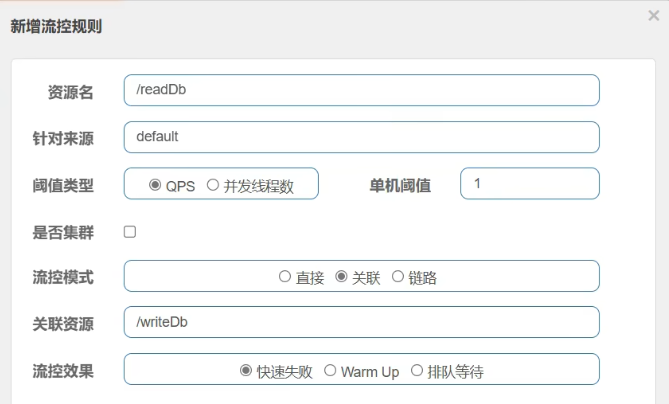 新增流控规则 ×
资源名 /readDb
针对来源 default
阈值类型 QPS 并发线程数 单机阈值 1
是否集群
流控模式 直接 关联 链路
关联资源 /writeDb
流控效果 快速失败 Warm Up 排队等待